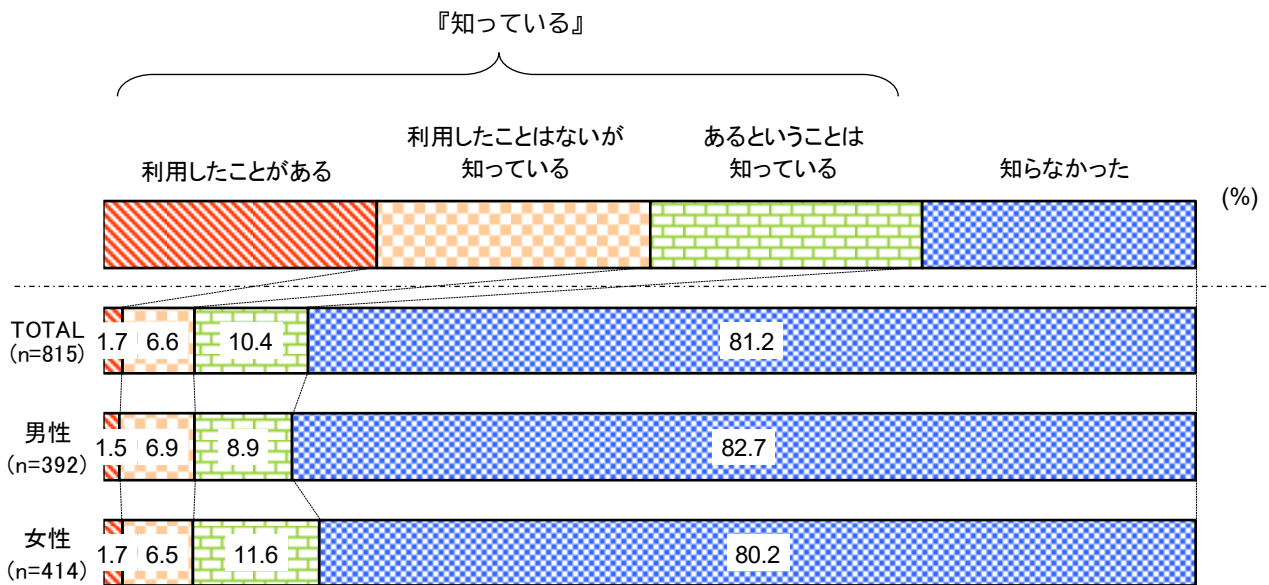 『知っている』
利用したことがある
利用したことはないが
知っている
あるということは
知っている
知らなかった
(%)
TOTAL
(n=815)
1.7 6.6 10.4 81.2
男性
(n=392)
1.5 6.9 8.9 82.7
女性
(n=414)
1.7 6.5 11.6 80.2